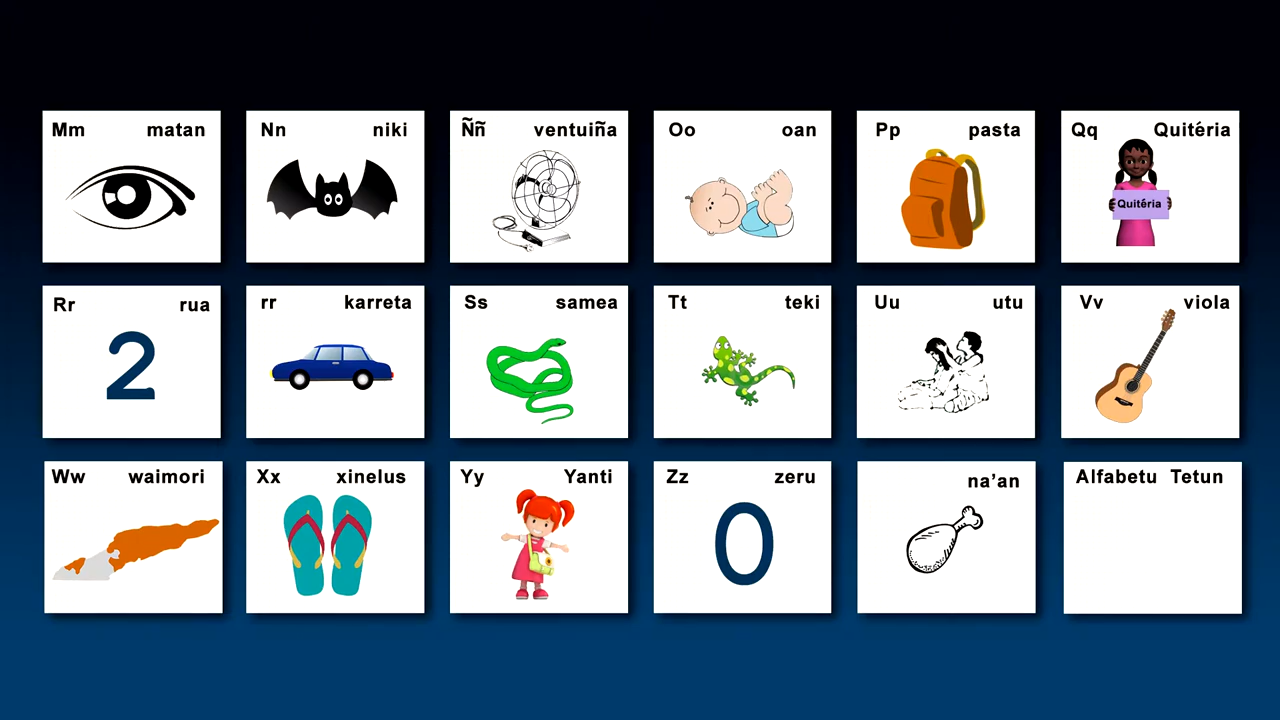 Mm matan
Nn niki
Ññ ventuiña
Oo oan
Pp pasta
Qq Quitéria
Quitéria
Rr rua
2
rr karreta
Ss samea
Tt teki
Uu utu
Vv viola
Ww waimori
Xx xinelus
Yy Yanti
Zz zeru
0
na’an
Alfabetu Tetun